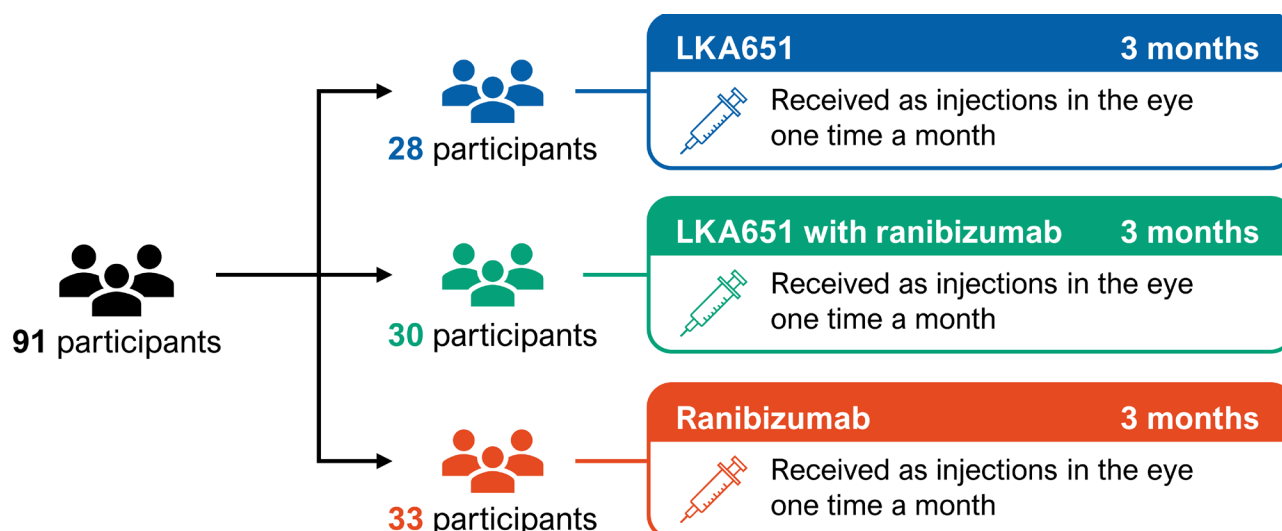 91 participants
28 participants
LKA651 3 months
Received as injections in the eye
one time a month
30 participants
LKA651 with ranibizumab 3 months
Received as injections in the eye
one time a month
33 participants
Ranibizumab 3 months
Received as injections in the eye
one time a month